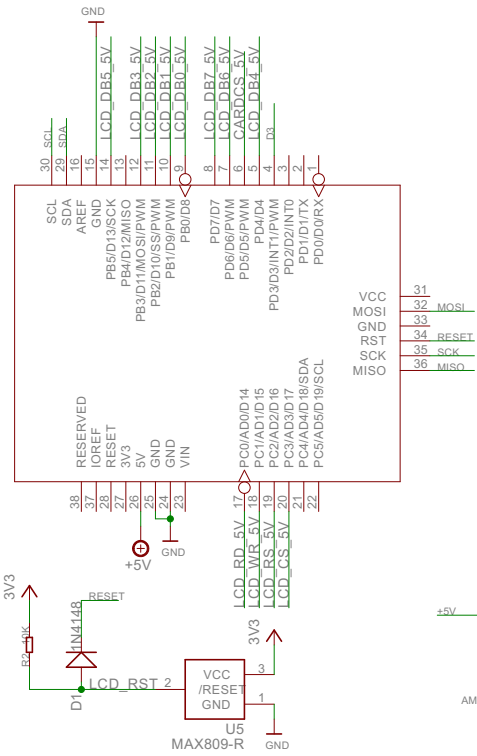 GND
LCD_DB5_5V
LCD_DB3_5V
LCD_DB2_5V
LCD_DB1_5V
LCD_DB0_5V
LCD_DB7_5V
LCD_DB6_5V
CARDCS_5V
LCD_DB4_5V
SCL
SDA
D3
30
29
16
15
14
13
12
11
10
9
8
7
6
5
4
3
2
1
SCL
SDA
AREF
GND
PB5/D13/SCK
PB4/D12/MISO
PB3/D11/MOSI/PWM
PB2/D10/SS/PWM
PB1/D9/PWM
PB0/D8
PD7/D7
PD6/D6/PWM
PD5/D5/PWM
PD4/D4
PD3/D3/INT1/PWM
PD2/D2/INT0
PD1/D1/TX
PD0/D0/RX
VCC 31
MOSI 32 MOSI
GND 33
RST 34 RESET
SCK 35 SCK
MISO 36 MISO
RESERVED
IOREF
RESET
3V3
5V
GND
GND
VIN
PC0/AD0/D14
PC1/AD1/D15
PC2/AD2/D16
PC3/AD3/D17
PC4/AD4/D18/SDA
PC5/AD5/D19/SCL
38
37
28
27
26
25
24
23
17
18
19
20
21
22
+5V
GND
LCD_RD_5V
LCD_WR_5V
LCD_RS_5V
LCD_CS_5V
3V3
RESET
R2
10K
1N4148
D1
LCD_RST 2
3V3
VCC 3
/RESET
GND 1
U5
MAX809-R
GND
+5V
AM